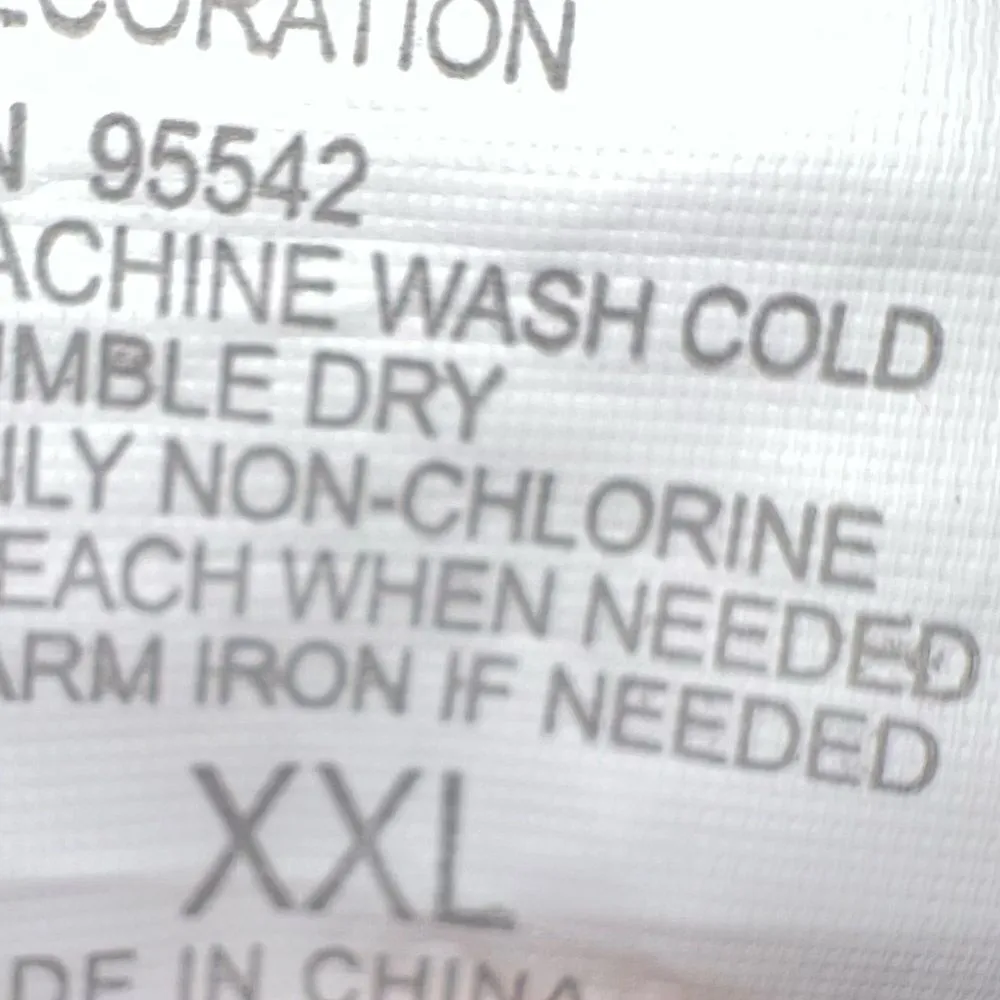 ECORATION
N 95542
ACHINE WASH COLD
UMBLE DRY
NLY NON-CHLORINE
EACH WHEN NEEDED
ARM IRON IF NEEDED
XXL
DE IN CHINA